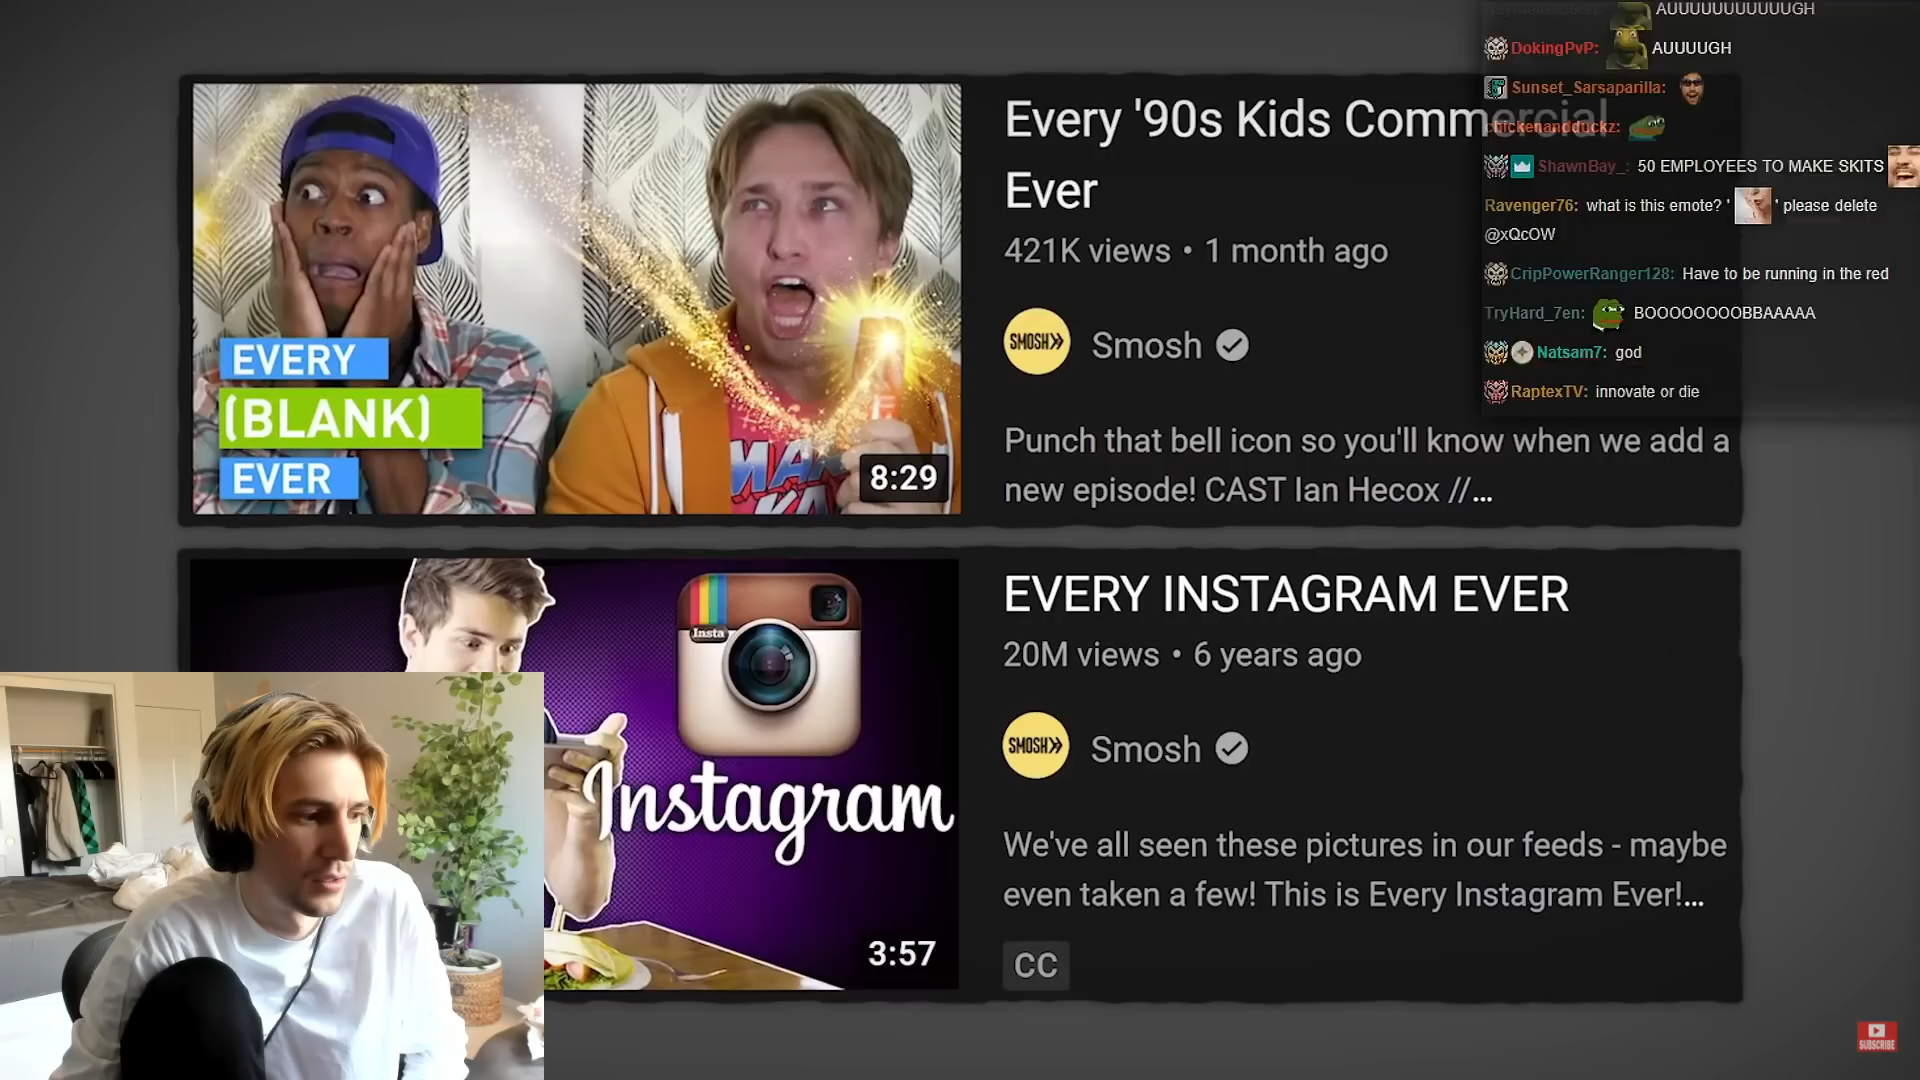 AUUUUUUUUUUUGH
DokingPvP: AUUUUGH
Sunset_Sarsaparilla:
chickenandduckz:
ShawnBay_: 50 EMPLOYEES TO MAKE SKITS
Ravenger76: what is this emote? ' ' please delete
@xQcOW
CripPowerRanger128: Have to be running in the red
TryHard_7en: BOOOOOOOOBBAAAAA
Natsam7: god
RaptexTV: innovate or die
Every '90s Kids Commercial
Ever
421K views • 1 month ago
SMOSH
Smosh
Punch that bell icon so you'll know when we add a
new episode! CAST Ian Hecox //...
EVERY
(BLANK)
EVER
8:29
EVERY INSTAGRAM EVER
20M views • 6 years ago
SMOSH
Smosh
We've all seen these pictures in our feeds - maybe
even taken a few! This is Every Instagram Ever!...
CC
Insta
Instagram
3:57
SUBSCRIBE